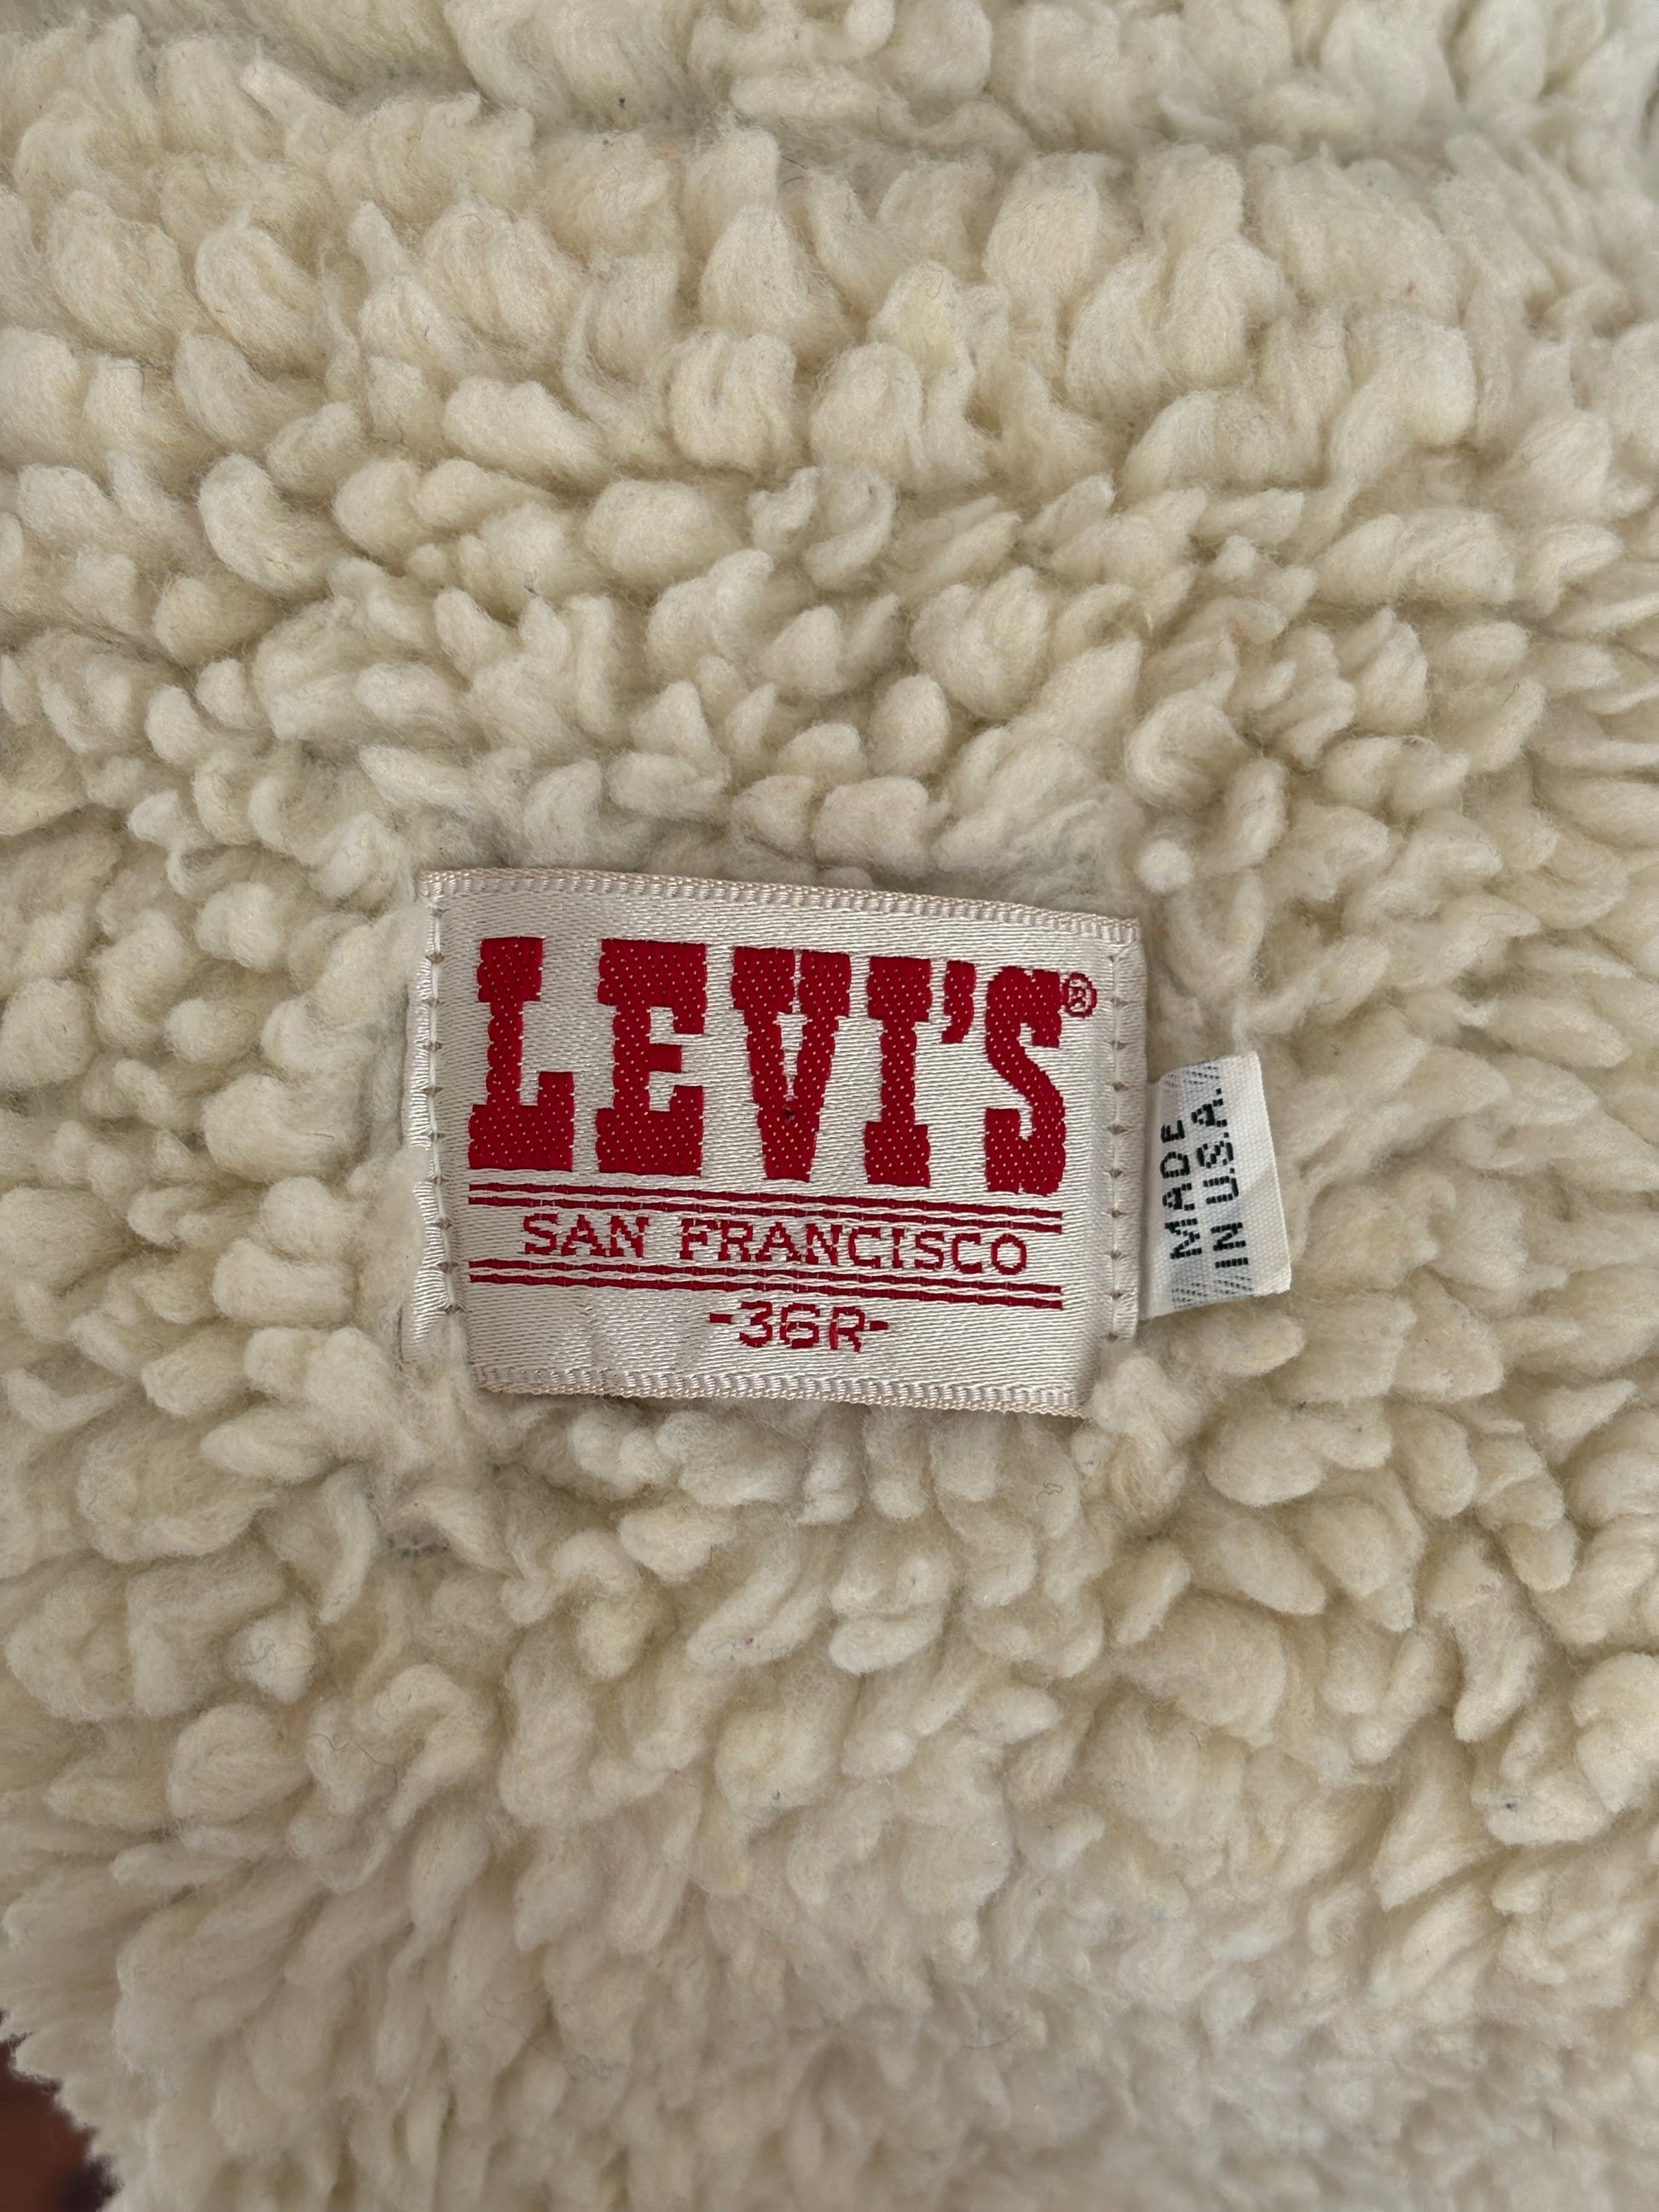 LEVI'S®
SAN FRANCISCO
-36R-
MADE
IN U.S.A.